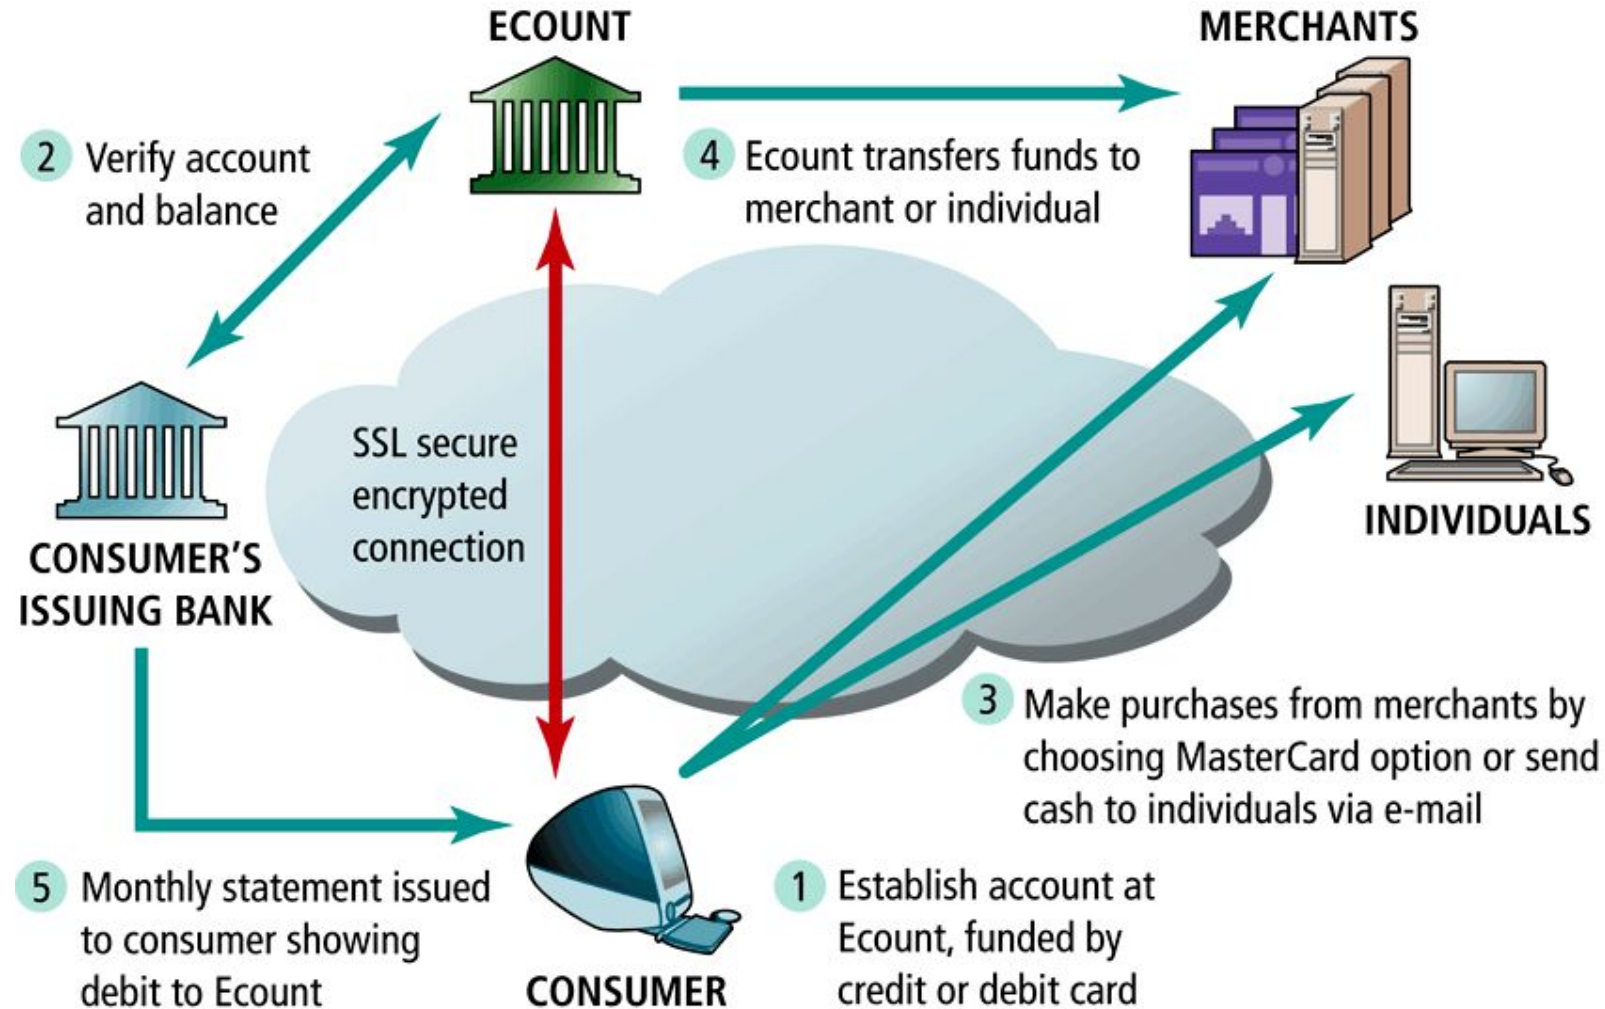 ECOUNT
MERCHANTS
2 Verify account
and balance
4 Ecount transfers funds to
merchant or individual
SSL secure
encrypted
connection
CONSUMER’S
ISSUING BANK
INDIVIDUALS
3 Make purchases from merchants by
choosing MasterCard option or send
cash to individuals via e-mail
5 Monthly statement issued
to consumer showing
debit to Ecount
CONSUMER
1 Establish account at
Ecount, funded by
credit or debit card